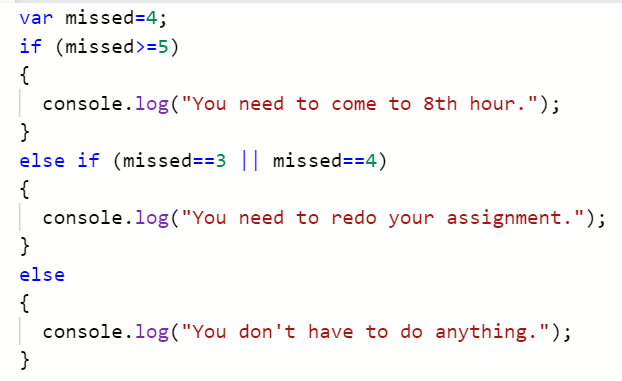 var missed=4;
if (missed>=5)
{
console.log("You need to come to 8th hour.");
}
else if (missed==3 || missed==4)
{
console.log("You need to redo your assignment.");
}
else
{
console.log("You don't have to do anything.");
}